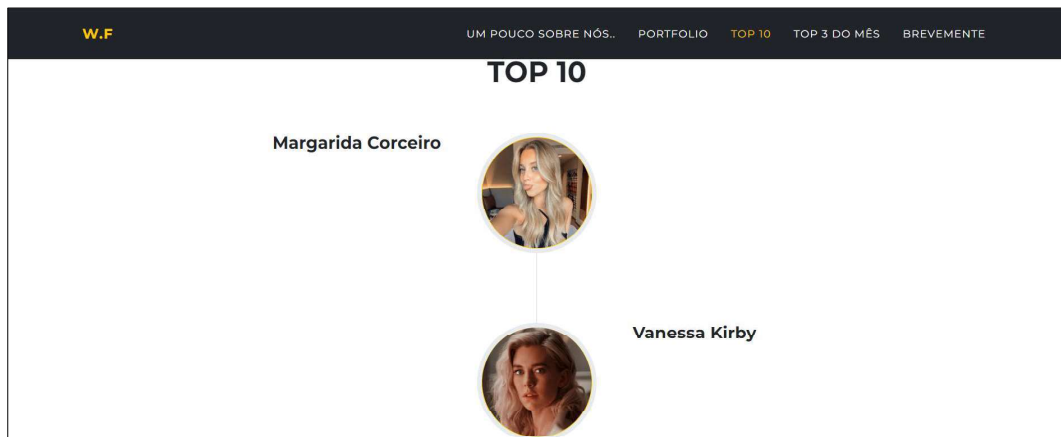 W.F UM POUCO SOBRE NÓS.. PORTFOLIO TOP 10 TOP 3 DO MÊS BREVEMENTE
TOP 10
Margarida Corceiro
Vanessa Kirby